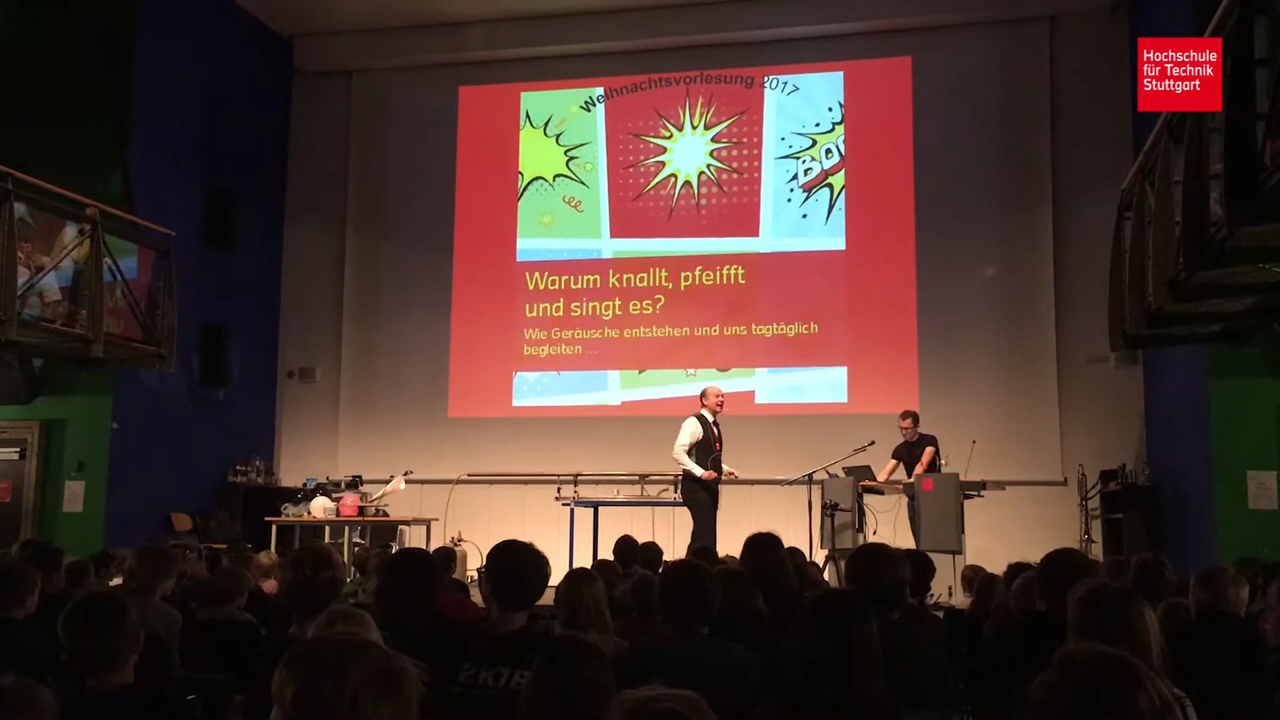 Hochschule
für Technik
Stuttgart
Weihnachtsvorlesung 2017
Warum knallt, pfeifft
und singt es?
Wie Geräusche entstehen und uns tagtäglich
begleiten ...